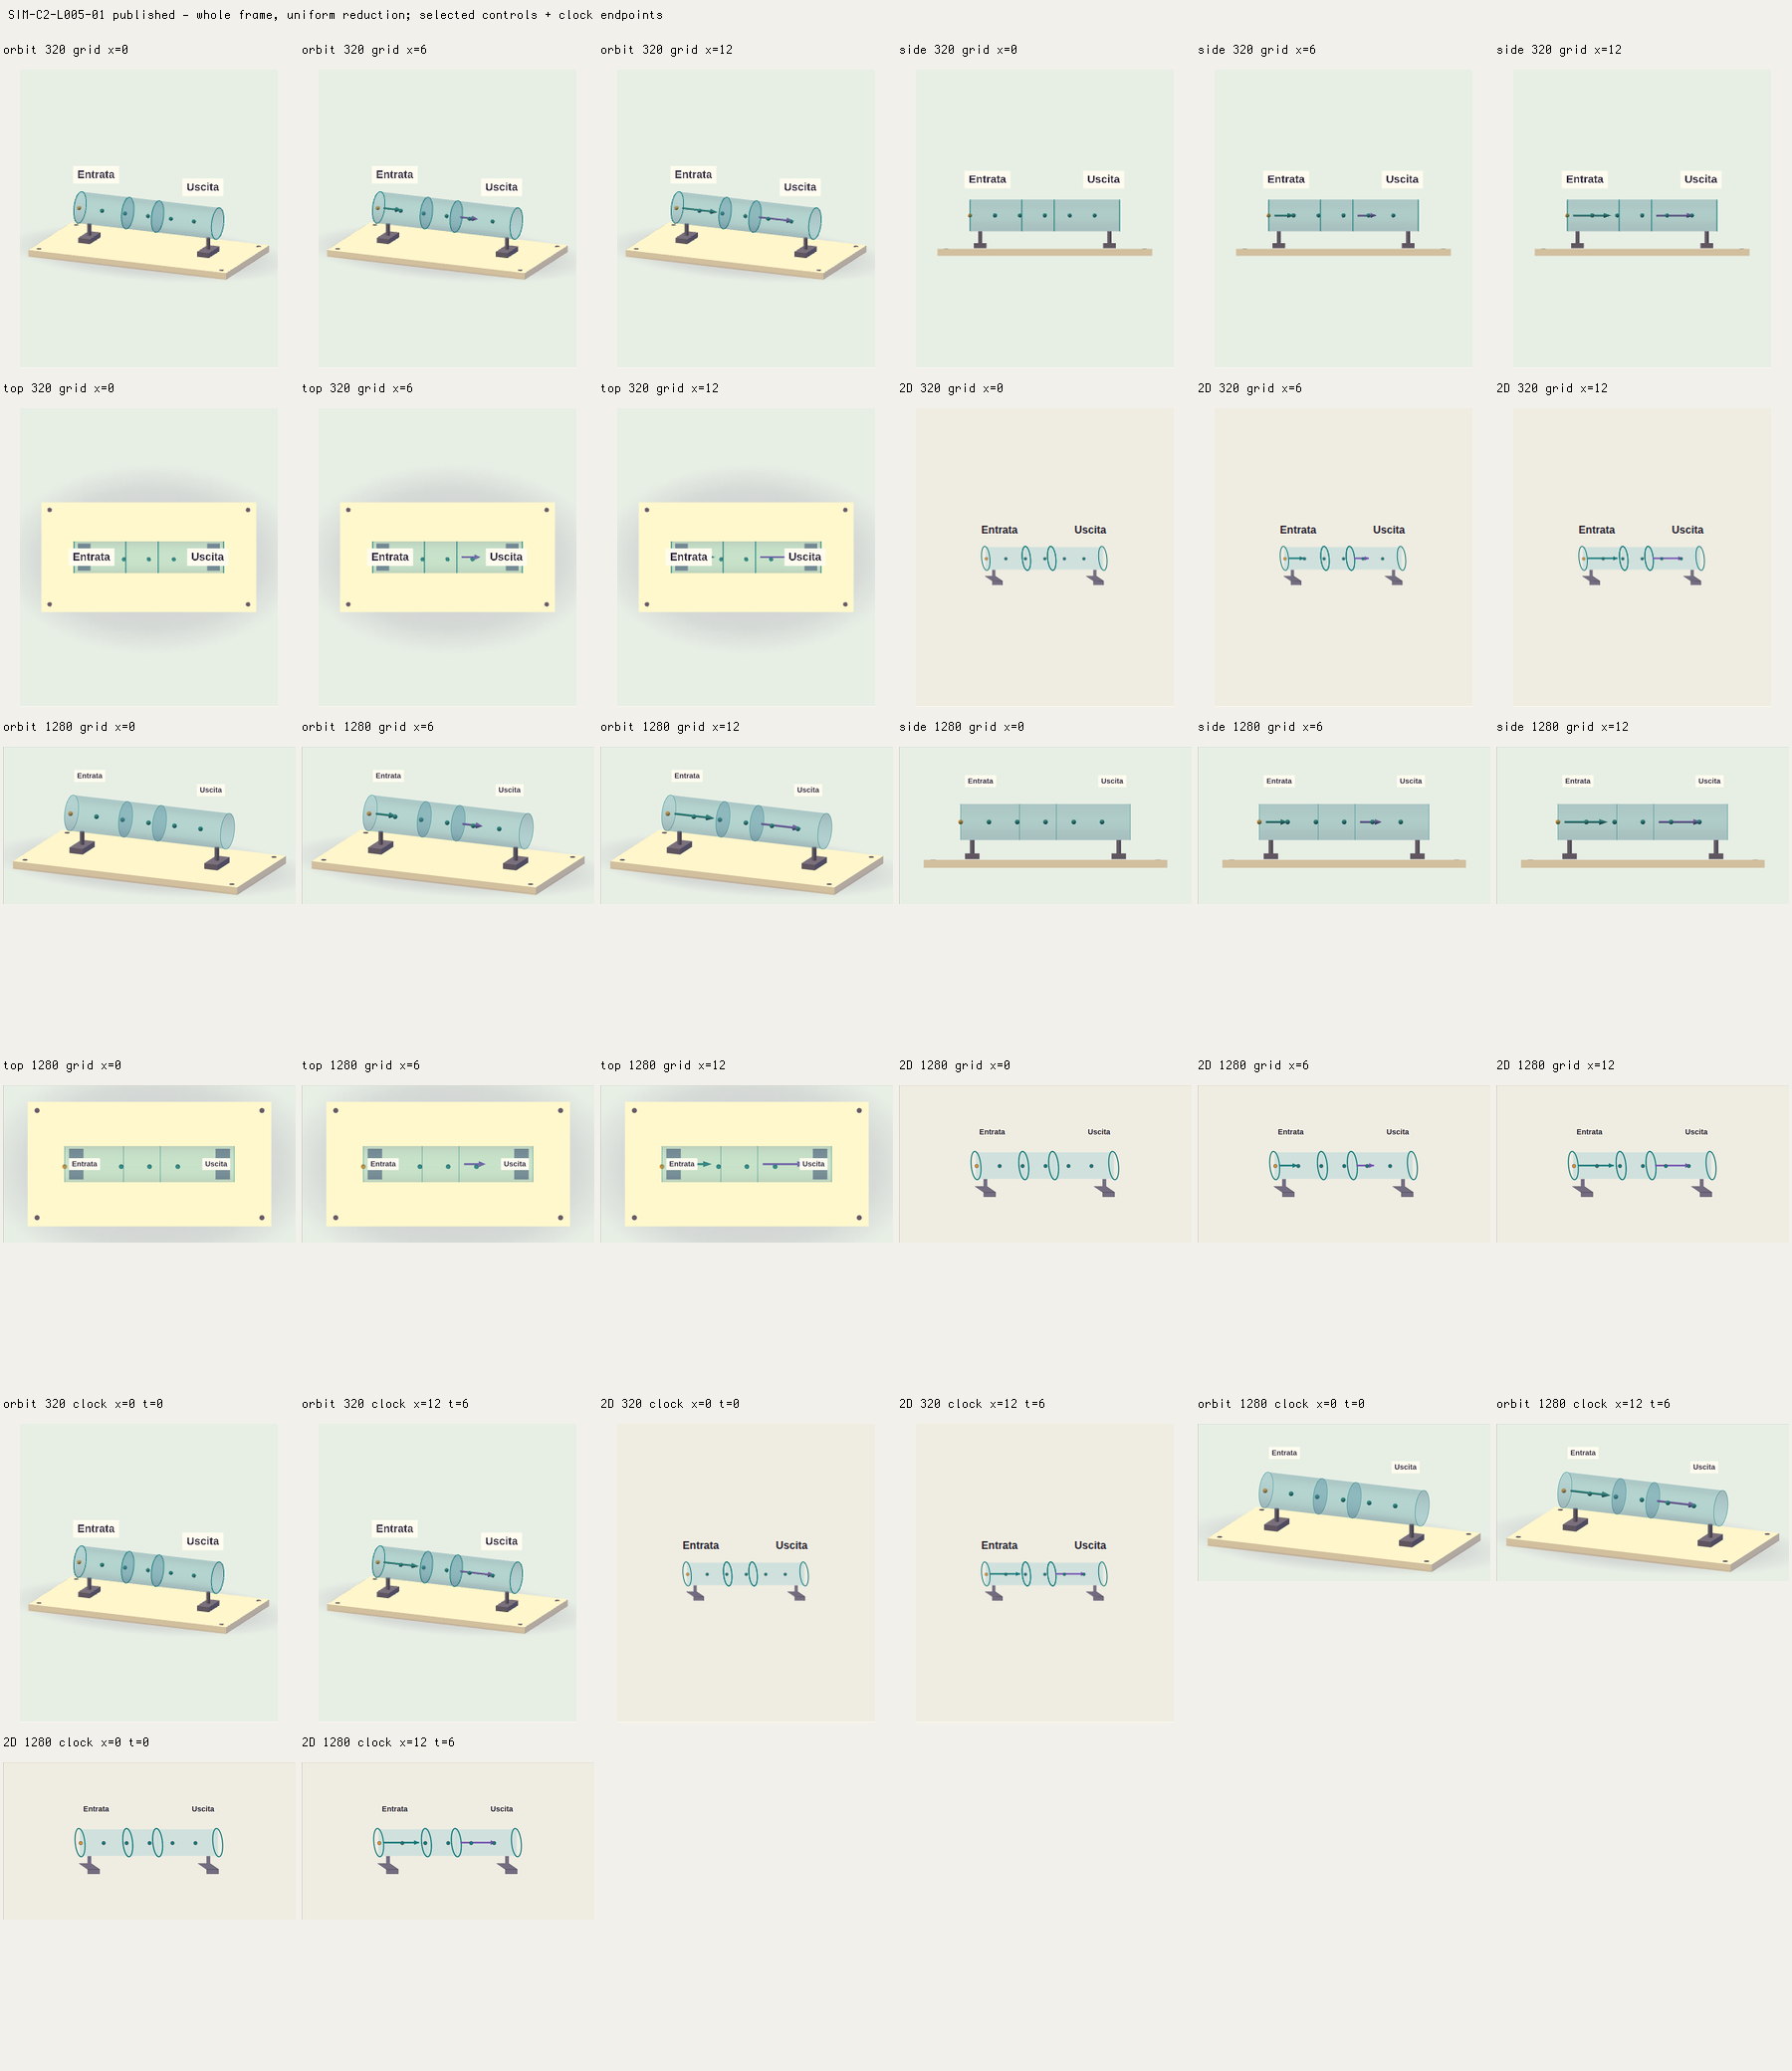 SIM-C2-L005-01 published - whole frame, uniform reduction; selected controls + clock endpoints
orbit 320 grid x=0
orbit 320 grid x=6
orbit 320 grid x=12
side 320 grid x=0
side 320 grid x=6
side 320 grid x=12
Entrata
Uscita
Entrata
Uscita
Entrata
Uscita
Entrata
Uscita
Entrata
Uscita
Entrata
Uscita
top 320 grid x=0
top 320 grid x=6
top 320 grid x=12
2D 320 grid x=0
2D 320 grid x=6
2D 320 grid x=12
Entrata
Uscita
Entrata
Uscita
Entrata
Uscita
Entrata
Uscita
Entrata
Uscita
Entrata
Uscita
orbit 1280 grid x=0
orbit 1280 grid x=6
orbit 1280 grid x=12
side 1280 grid x=0
side 1280 grid x=6
side 1280 grid x=12
Entrata
Uscita
Entrata
Uscita
Entrata
Uscita
Entrata
Uscita
Entrata
Uscita
Entrata
Uscita
top 1280 grid x=0
top 1280 grid x=6
top 1280 grid x=12
2D 1280 grid x=0
2D 1280 grid x=6
2D 1280 grid x=12
Entrata
Uscita
Entrata
Uscita
Entrata
Uscita
Entrata
Uscita
Entrata
Uscita
Entrata
Uscita
orbit 320 clock x=0 t=0
orbit 320 clock x=12 t=6
2D 320 clock x=0 t=0
2D 320 clock x=12 t=6
orbit 1280 clock x=0 t=0
orbit 1280 clock x=12 t=6
Entrata
Uscita
Entrata
Uscita
Entrata
Uscita
Entrata
Uscita
Entrata
Uscita
Entrata
Uscita
2D 1280 clock x=0 t=0
2D 1280 clock x=12 t=6
Entrata
Uscita
Entrata
Uscita